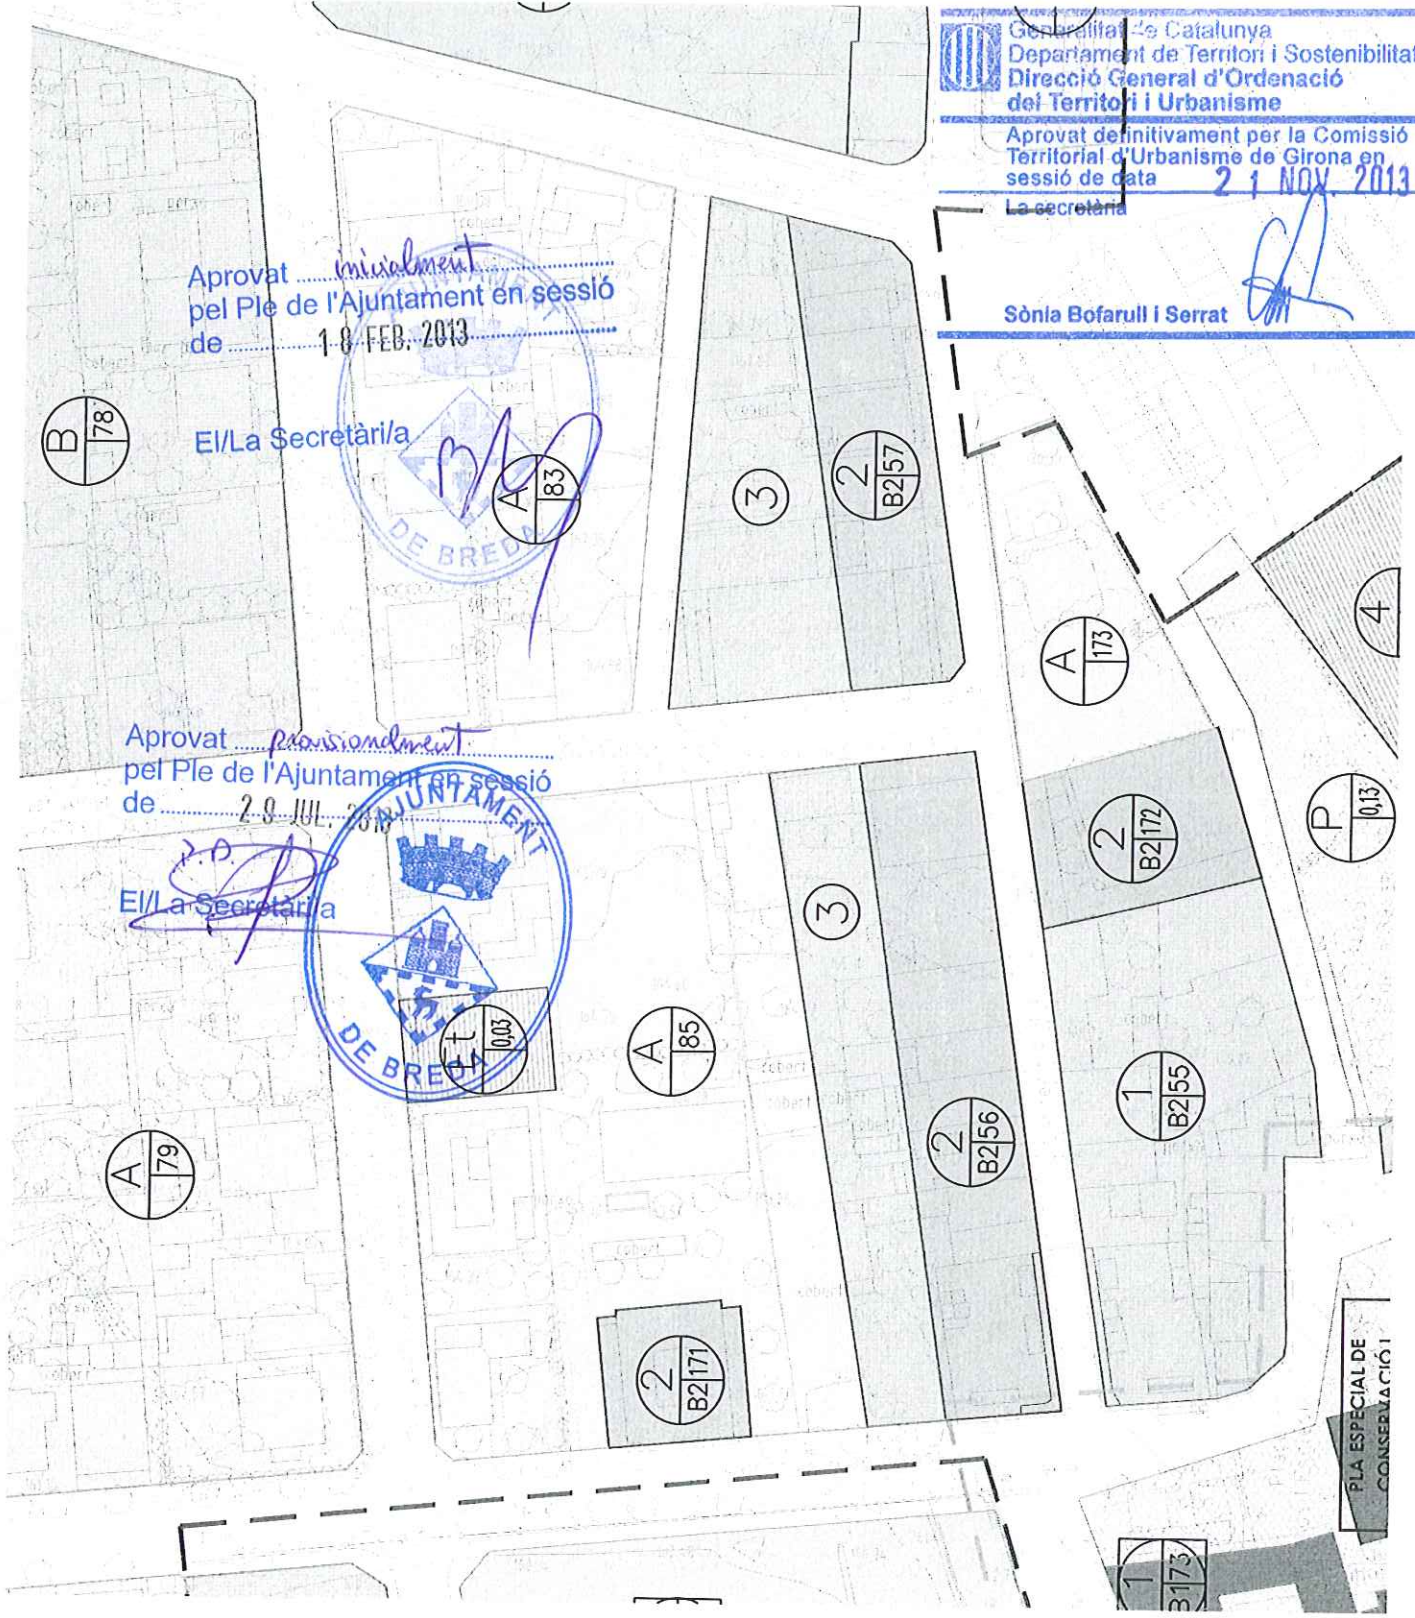 Generalitat de Catalunya
Departament de Territori i Sostenibilitat
Direcció General d'Ordenació
del Territori i Urbanisme
Aprovat definitivament per la Comissió
Territorial d'Urbanisme de Girona en
sessió de data 21 NOV. 2013
La secretària
Sònia Bofarull i Serrat
Aprovat inicialment
pel Ple de l'Ajuntament en sessió
de 18 FEB. 2013
El/La Secretàri/a
AJUNTAMENT
DE BREDA
B
78
A
83
3
2
B2 57
A
173
4
Aprovat provisionalment
pel Ple de l'Ajuntament en sessió
de 29 JUL. 2013
P.D.
El/La Secretàri/a
AJUNTAMENT
DE BREDA
Et
0,03
A
85
3
2
B2 172
P
0,13
A
79
2
B2 56
1
B2 55
2
B2 171
1
B1 73
PLA ESPECIAL DE
CONSERVACIÓ I